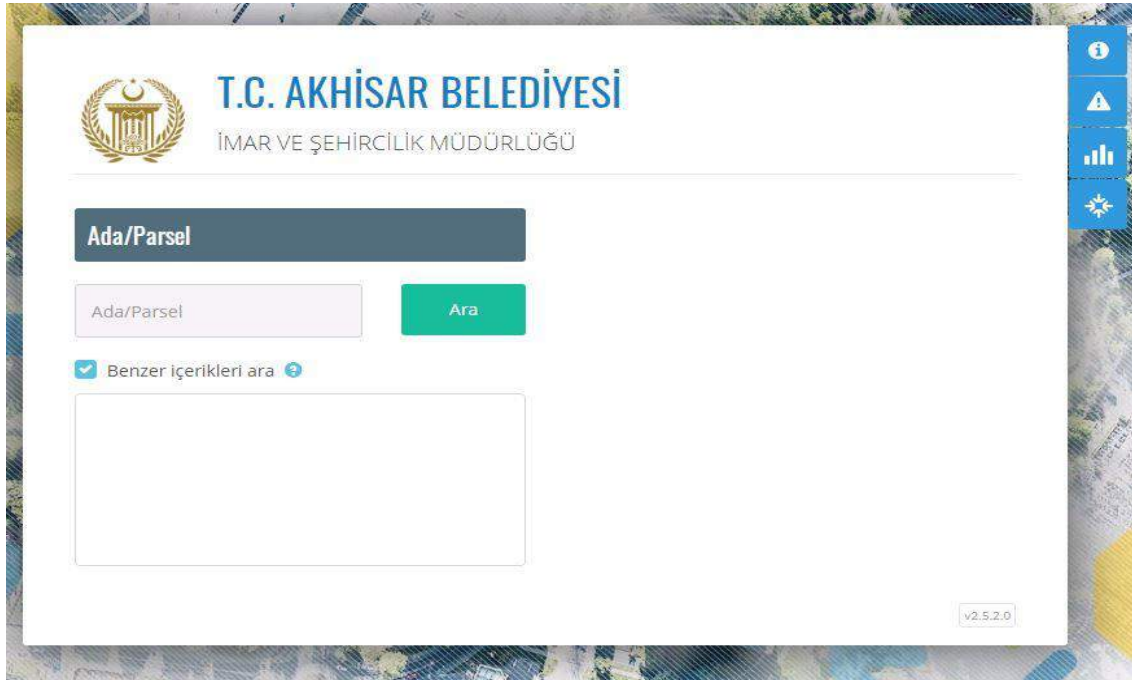 T.C. AKHİSAR BELEDİYESİ
İMAR VE ŞEHİRCİLİK MÜDÜRLÜĞÜ
Ada/Parsel
Ada/Parsel
Ara
Benzer içerikleri ara
v2.5.2.0